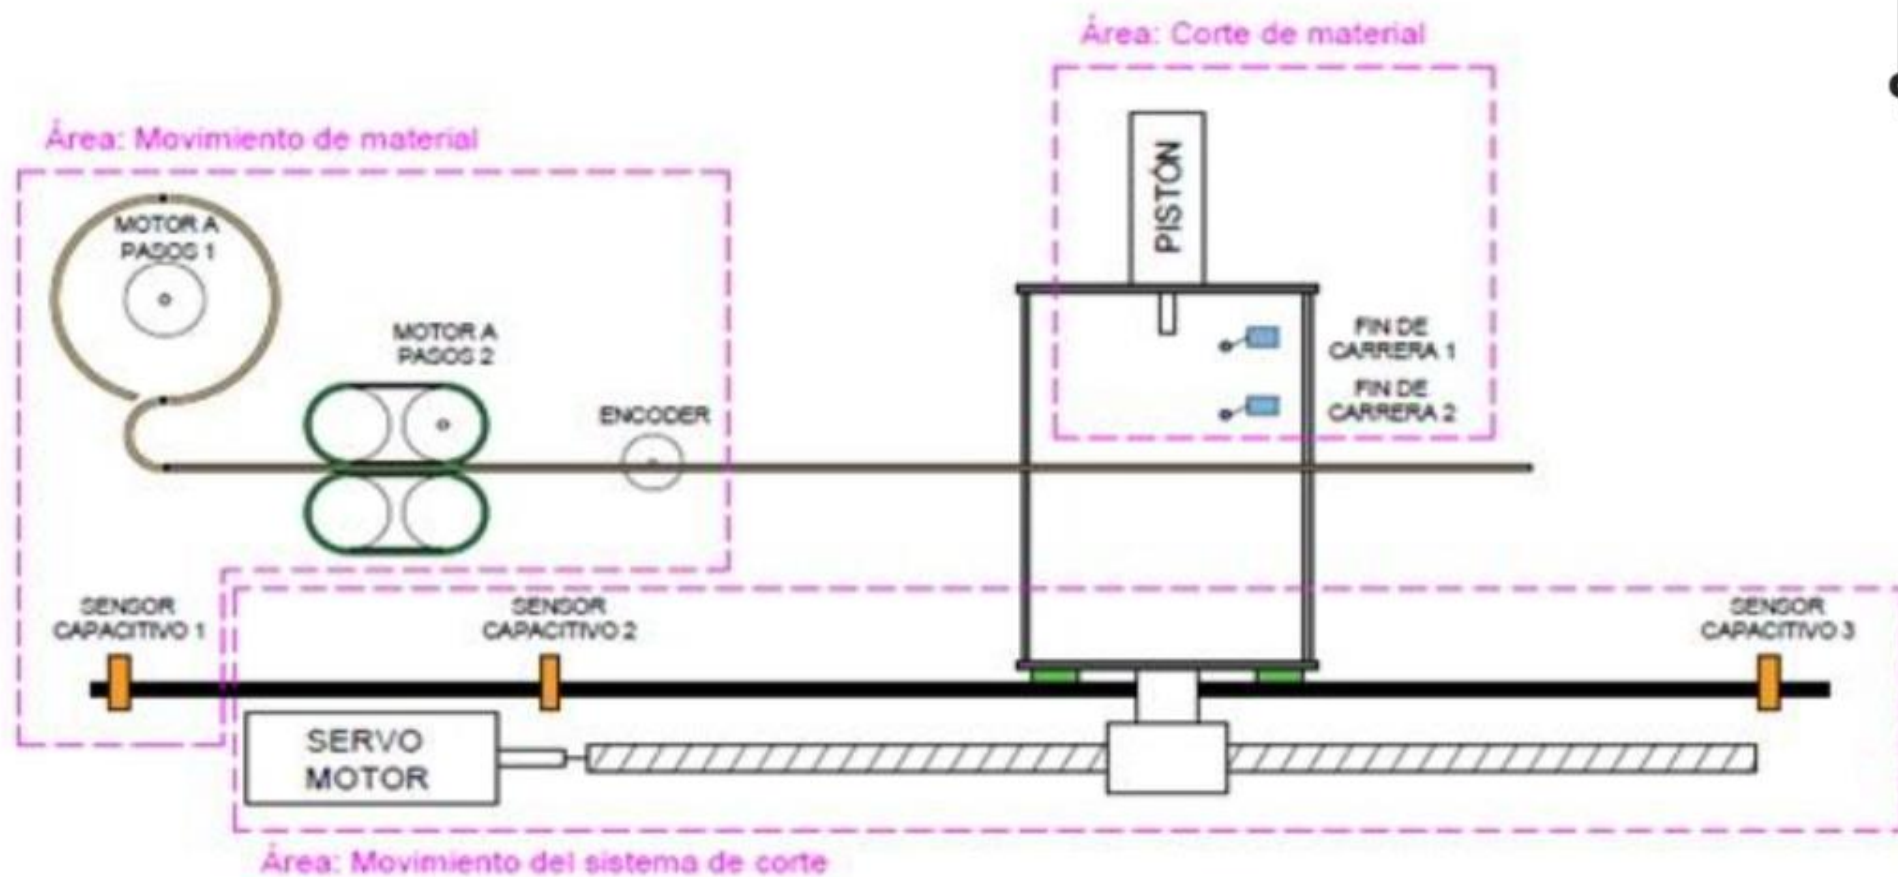 Área: Corte de material
Área: Movimiento de material
PISTÓN
MOTOR A
PASOS 1
MOTOR A
PASOS 2
FIN DE
CARRERA 1
FIN DE
CARRERA 2
ENCODER
SENSOR
CAPACITIVO 1
SENSOR
CAPACITIVO 2
SENSOR
CAPACITIVO 3
SERVO
MOTOR
Área: Movimiento del sistema de corte